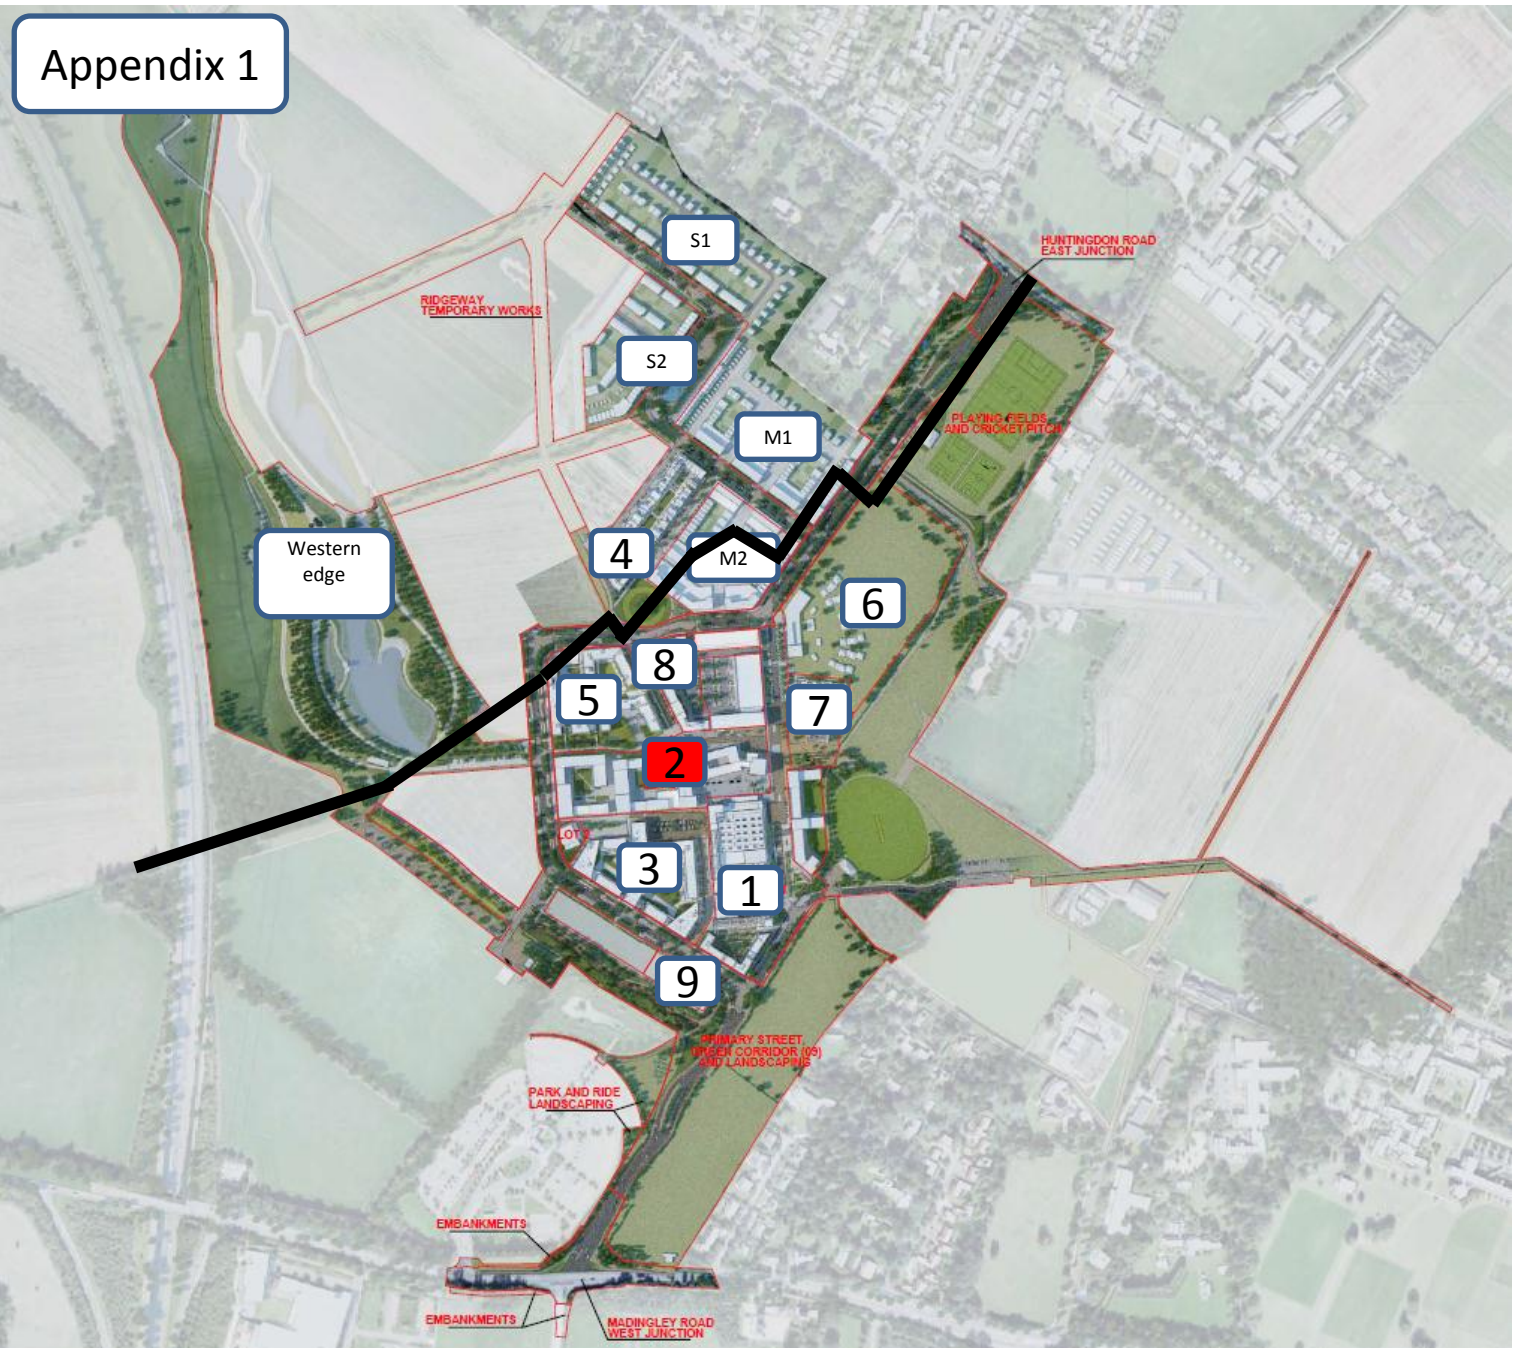 Appendix 1
S1
HUNTINGDON ROAD
EAST JUNCTION
RIDGEWAY
TEMPORARY WORKS
S2
PLAYING FIELDS
AND CRICKET PITCH
M1
Western
edge
4
M2
6
8
5
7
2
LOT 3
3
1
9
PRIMARY STREET,
GREEN CORRIDOR (09)
AND LANDSCAPING
PARK AND RIDE
LANDSCAPING
EMBANKMENTS
EMBANKMENTS
MADINGLEY ROAD
WEST JUNCTION